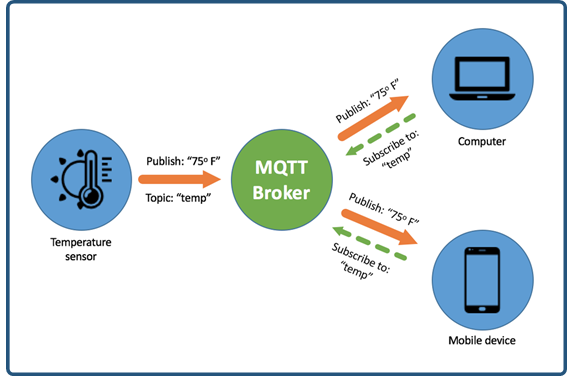 Publish: “75º F”
Topic: “temp”
Temperature
sensor
MQTT
Broker
Publish: “75º F”
Subscribe to:
“temp”
Computer
Publish: “75º F”
Subscribe to:
“temp”
Mobile device